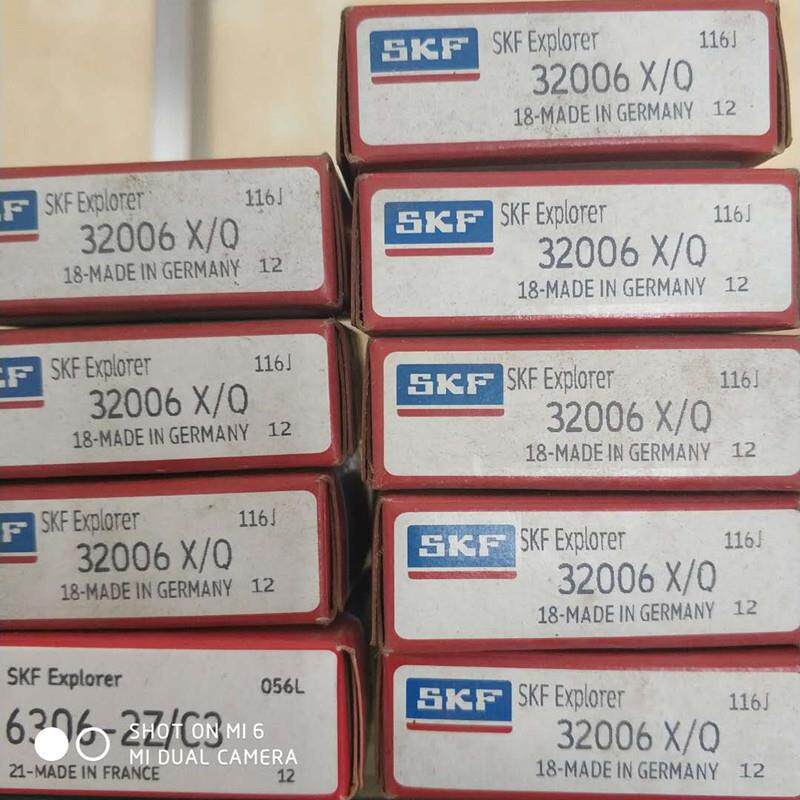 SKF
SKF Explorer 116J
32006 X/Q
18-MADE IN GERMANY 12
SKF
SKF Explorer 116J
32006 X/Q
18-MADE IN GERMANY 12
SKF
SKF Explorer 116J
32006 X/Q
18-MADE IN GERMANY 12
SKF
SKF Explorer 116J
32006 X/Q
18-MADE IN GERMANY 12
SKF
SKF Explorer 116J
32006 X/Q
18-MADE IN GERMANY 12
F
SKF Explorer 116J
32006 X/Q
18-MADE IN GERMANY 12
F
SKF Explorer 116J
32006 X/Q
18-MADE IN GERMANY 12
F
SKF Explorer 116J
32006 X/Q
18-MADE IN GERMANY 12
SKF Explorer 056L
6306-2Z/C3
21-MADE IN FRANCE 12
SHOT ON MI 6
MI DUAL CAMERA